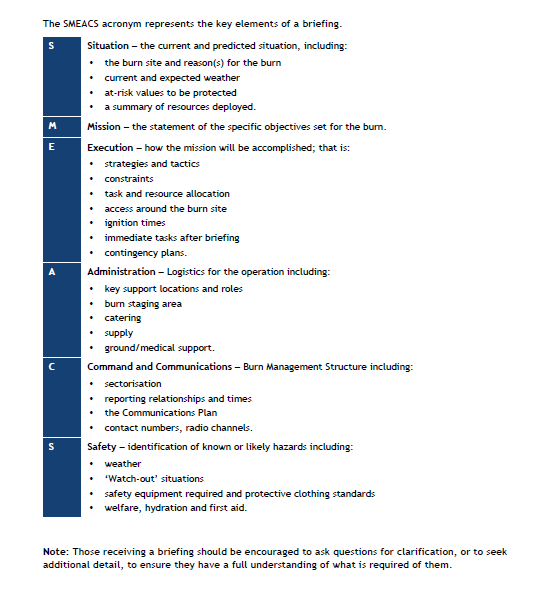 The SMEACS acronym represents the key elements of a briefing.
S
Situation – the current and predicted situation, including:
• the burn site and reason(s) for the burn
• current and expected weather
• at-risk values to be protected
• a summary of resources deployed.
M
Mission – the statement of the specific objectives set for the burn.
E
Execution – how the mission will be accomplished; that is:
• strategies and tactics
• constraints
• task and resource allocation
• access around the burn site
• ignition times
• immediate tasks after briefing
• contingency plans.
A
Administration – Logistics for the operation including:
• key support locations and roles
• burn staging area
• catering
• supply
• ground/medical support.
C
Command and Communications – Burn Management Structure including:
• sectorisation
• reporting relationships and times
• the Communications Plan
• contact numbers, radio channels.
S
Safety – identification of known or likely hazards including:
• weather
• ‘Watch-out’ situations
• safety equipment required and protective clothing standards
• welfare, hydration and first aid.
Note: Those receiving a briefing should be encouraged to ask questions for clarification, or to seek
additional detail, to ensure they have a full understanding of what is required of them.